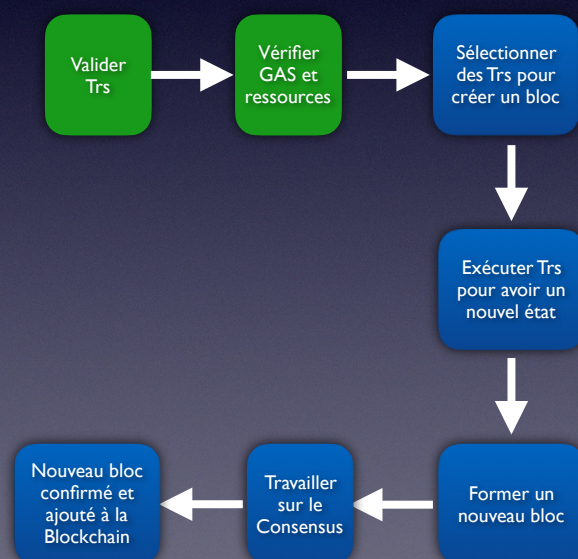 Valider
Trs
Vérifier
GAS et
ressources
Sélectionner
des Trs pour
créer un bloc
Exécuter Trs
pour avoir un
nouvel état
Former un
nouveau bloc
Travailler
sur le
Consensus
Nouveau bloc
confirmé et
ajouté à la
Blockchain